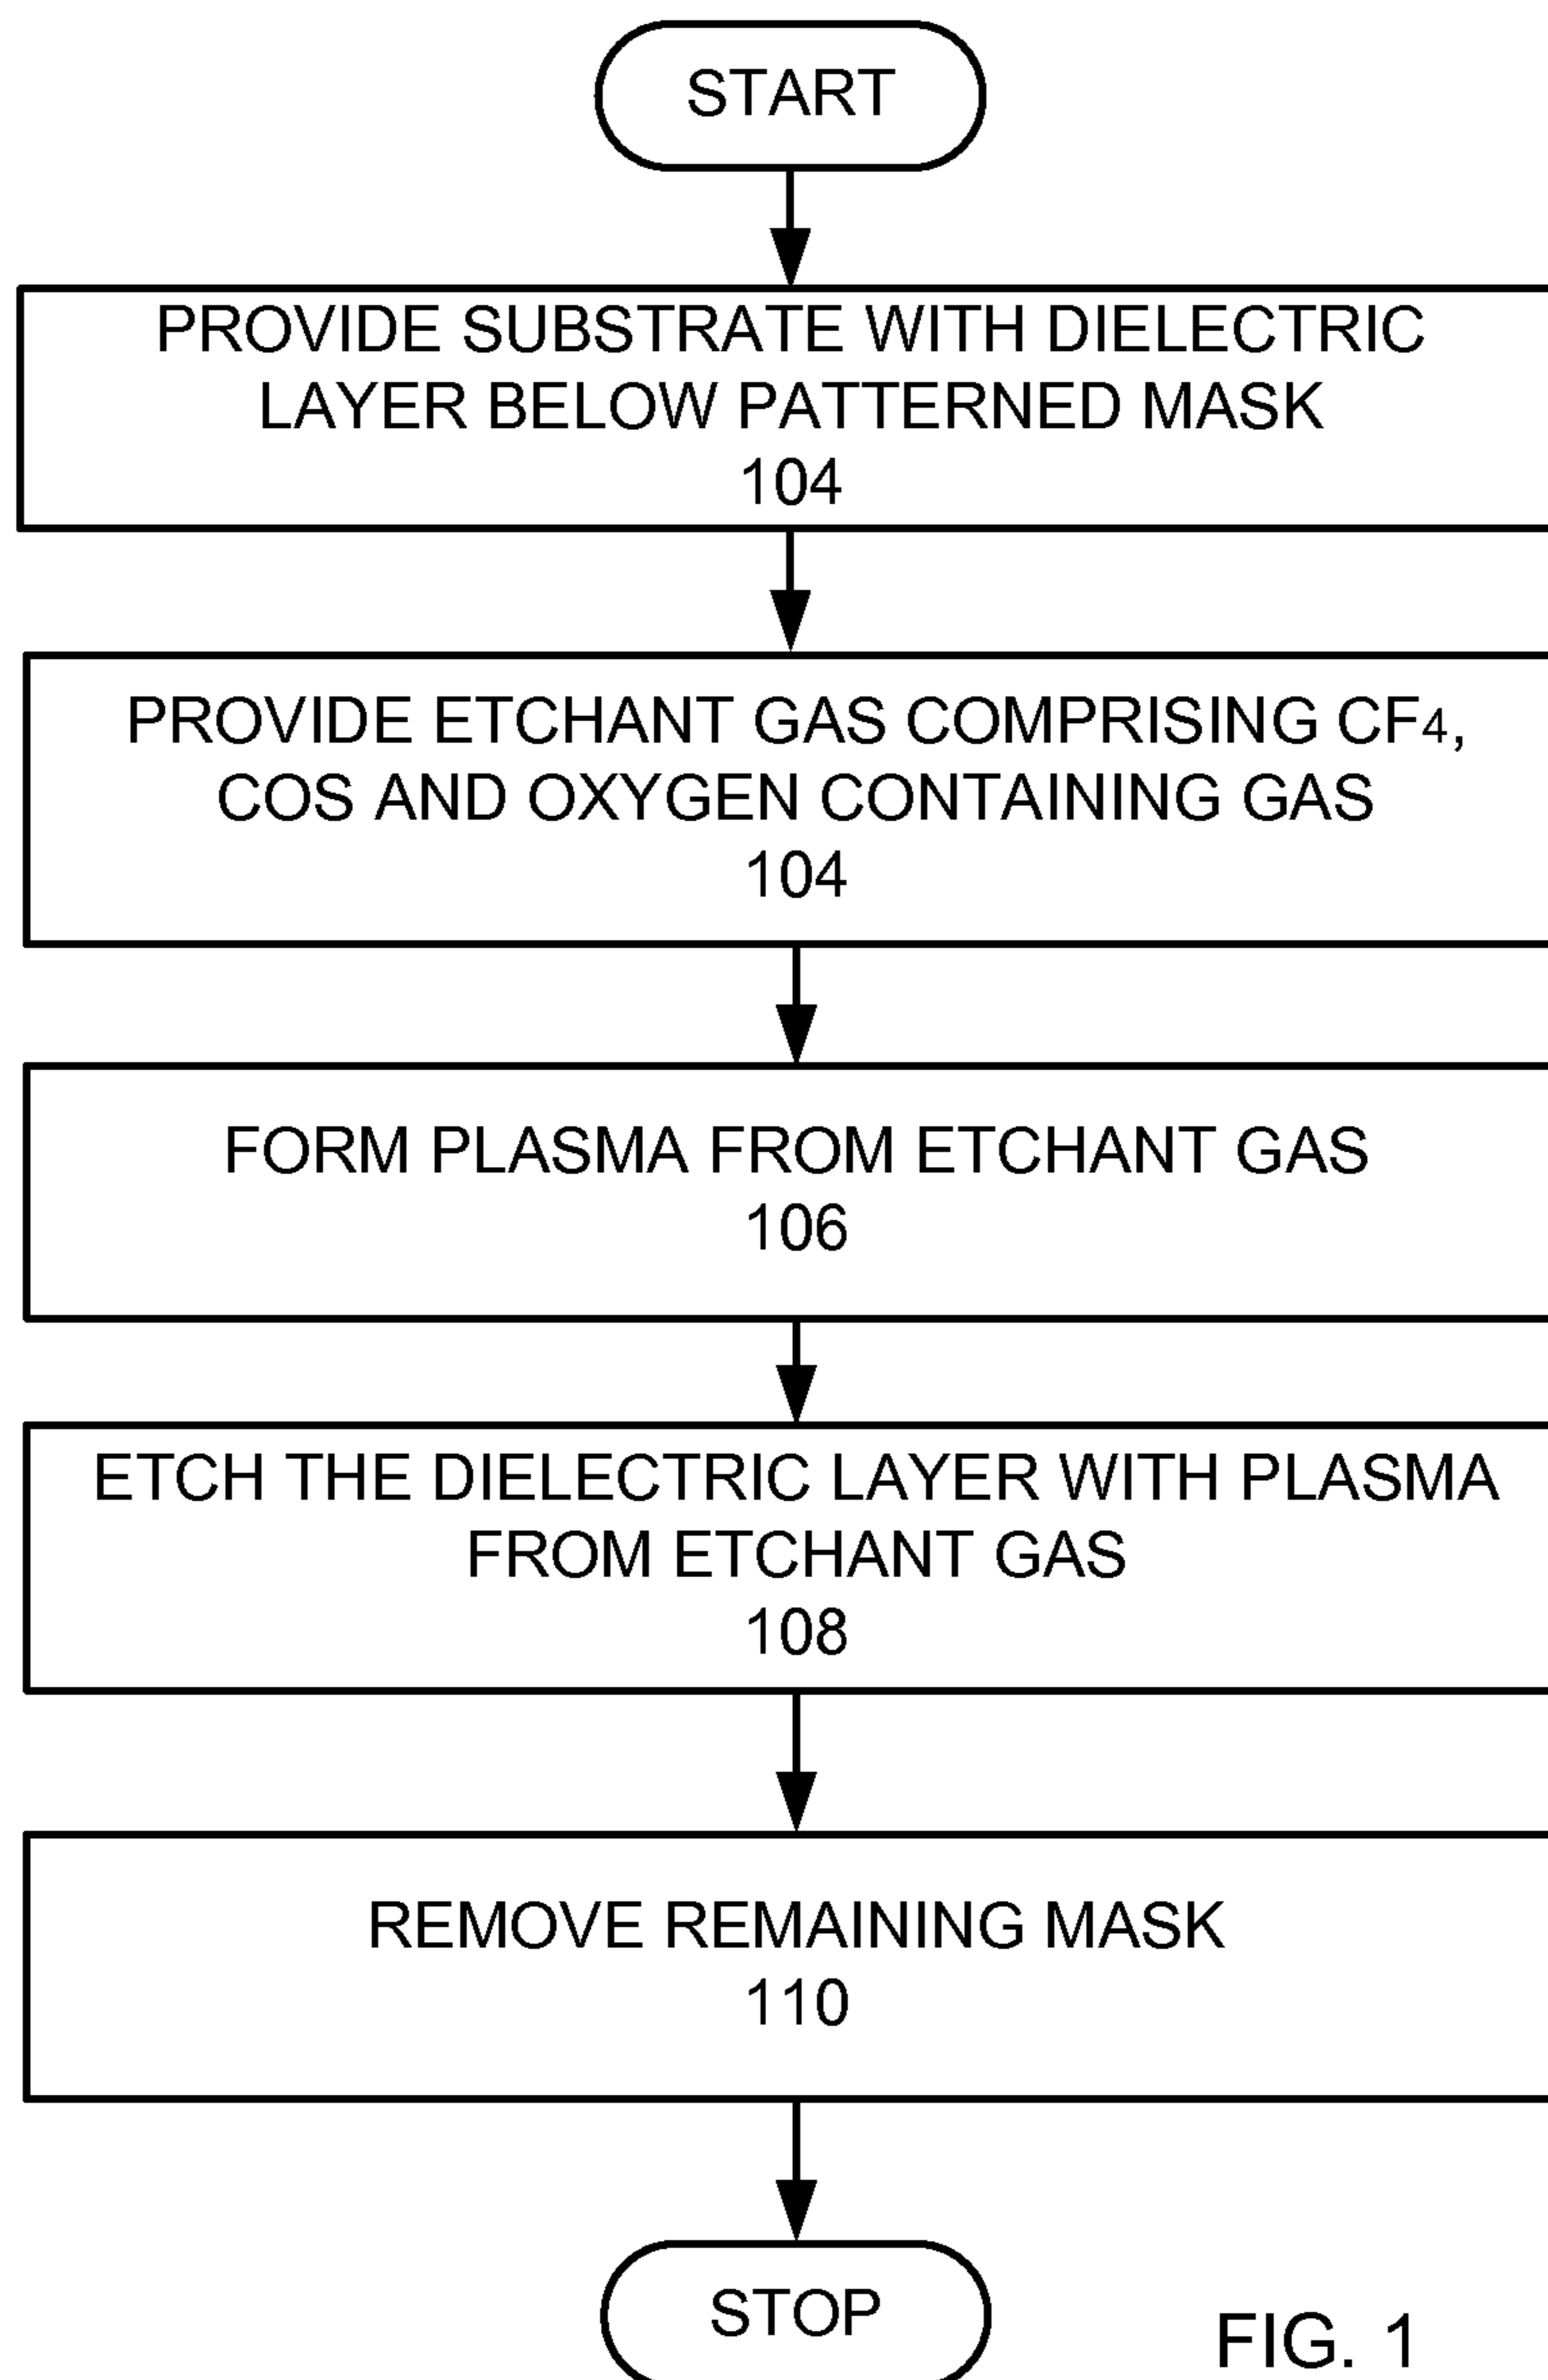 START
PROVIDE SUBSTRATE WITH DIELECTRIC
LAYER BELOW PATTERNED MASK
104
PROVIDE ETCHANT GAS COMPRISING CF₄,
COS AND OXYGEN CONTAINING GAS
104
FORM PLASMA FROM ETCHANT GAS
106
ETCH THE DIELECTRIC LAYER WITH PLASMA
FROM ETCHANT GAS
108
REMOVE REMAINING MASK
110
STOP
FIG. 1